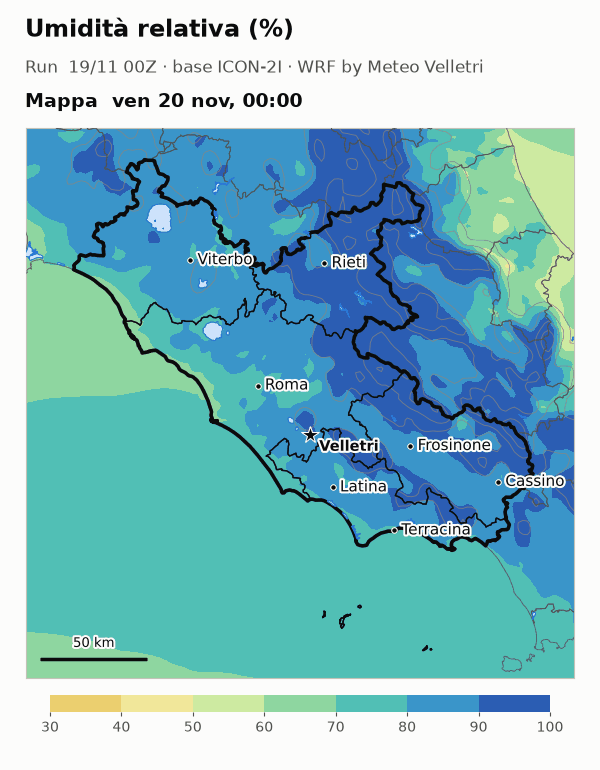 Umidità relativa (%)
Run  19/11 00Z · base ICON-2I · WRF by Meteo Velletri
Mappa  ven 20 nov, 00:00
Viterbo
Rieti
Roma
Velletri
Frosinone
Cassino
Latina
Terracina
50 km
30 40 50 60 70 80 90 100